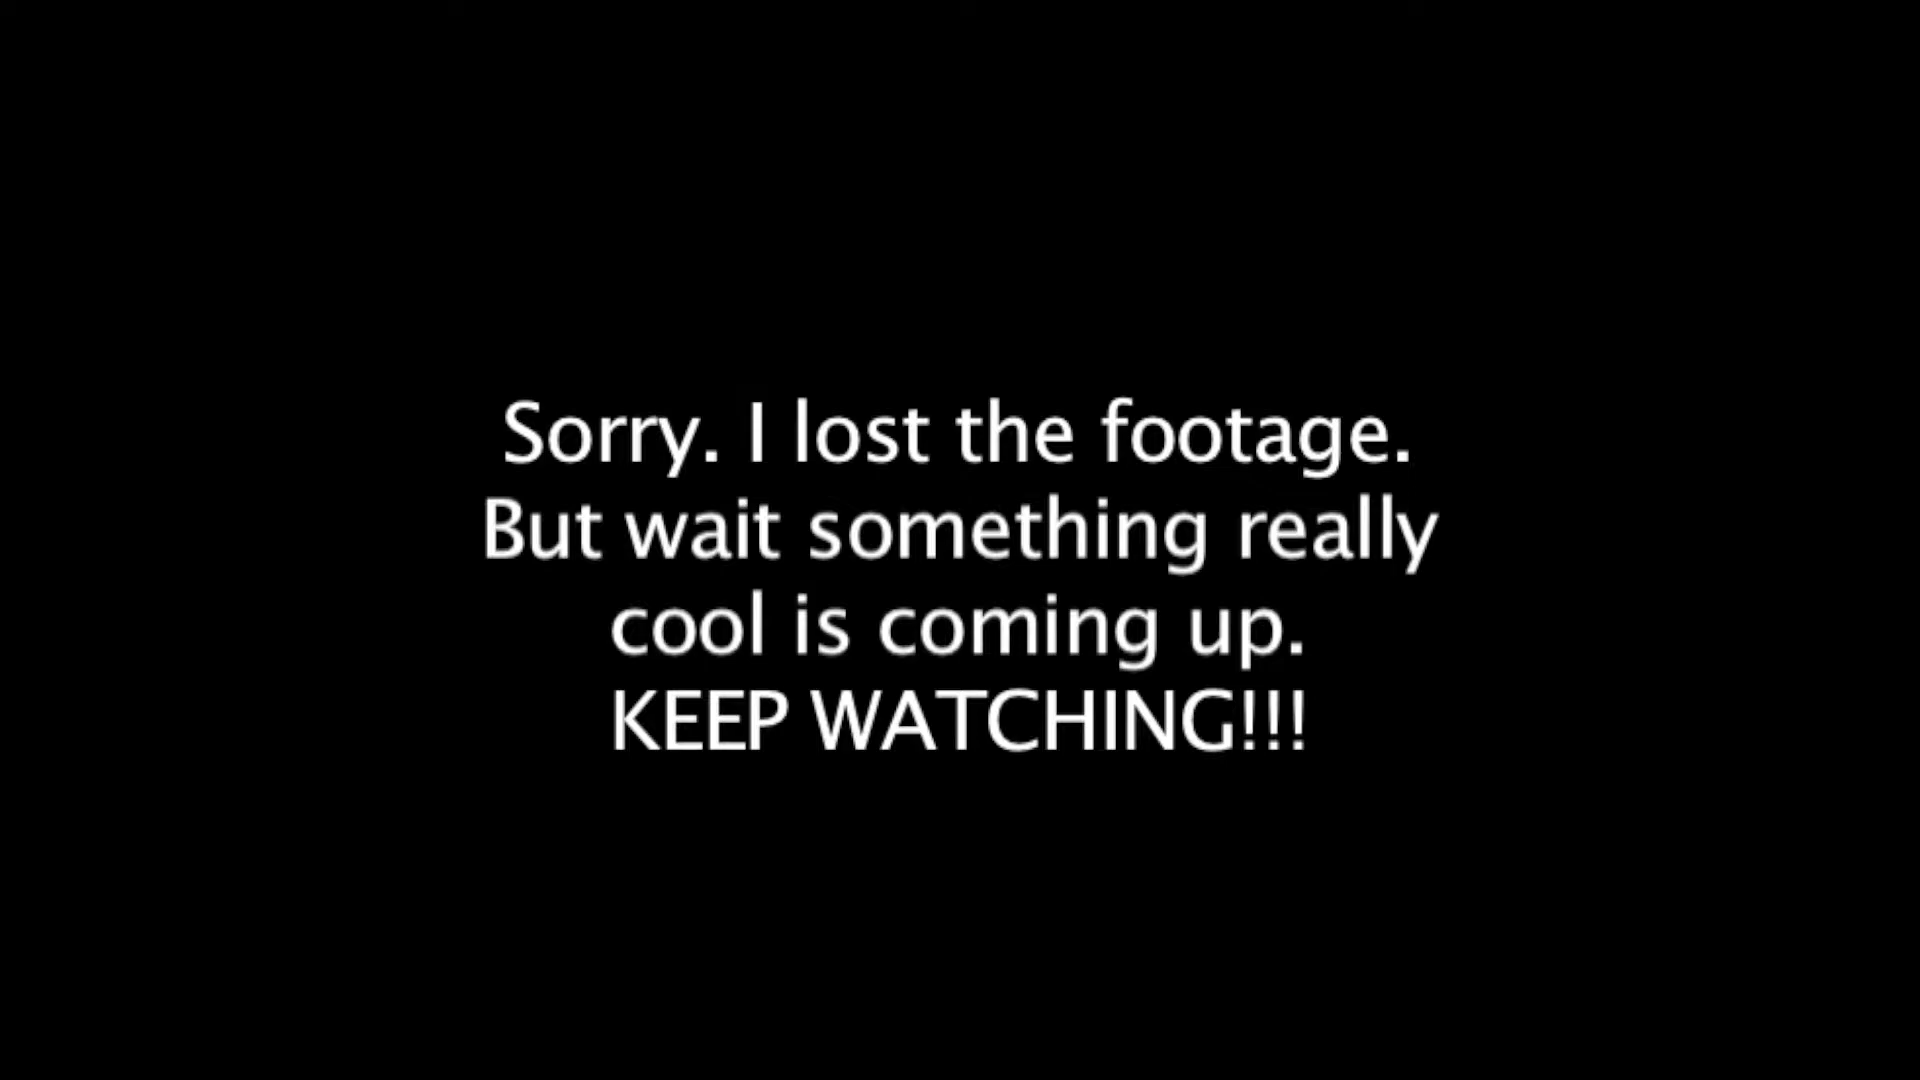 Sorry. I lost the footage.
But wait something really
cool is coming up.
KEEP WATCHING!!!